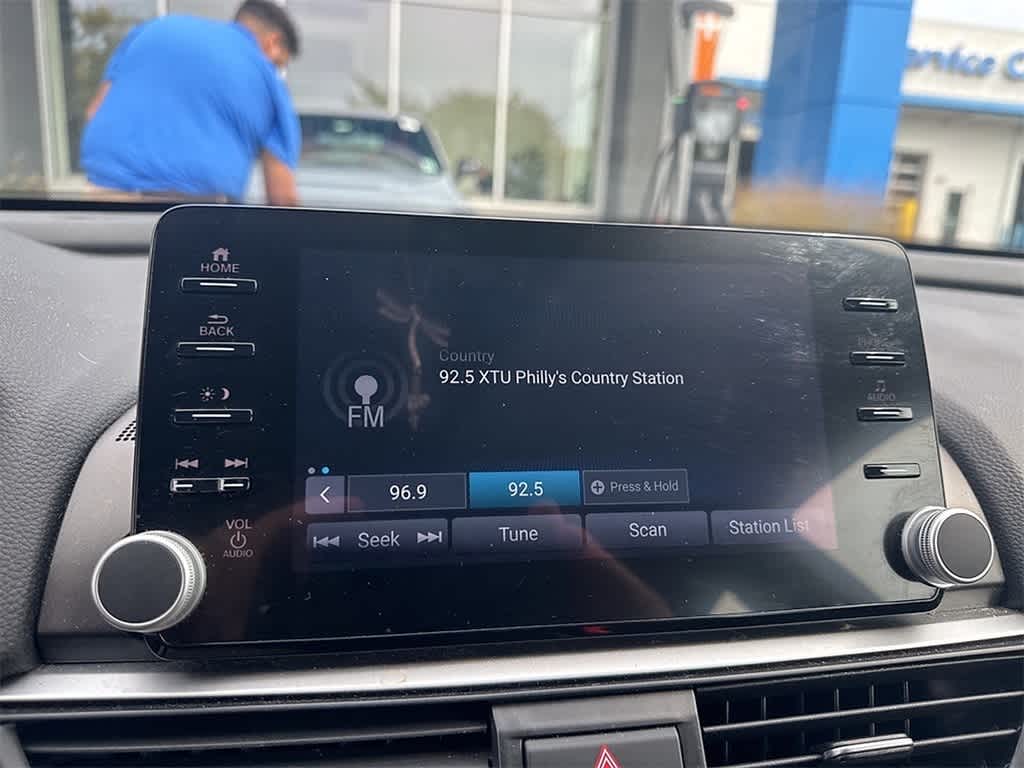 Service
HOME
BACK
VOL
AUDIO
Country
92.5 XTU Philly's Country Station
FM
96.9
92.5
Press & Hold
Seek
Tune
Scan
Station List
AUDIO